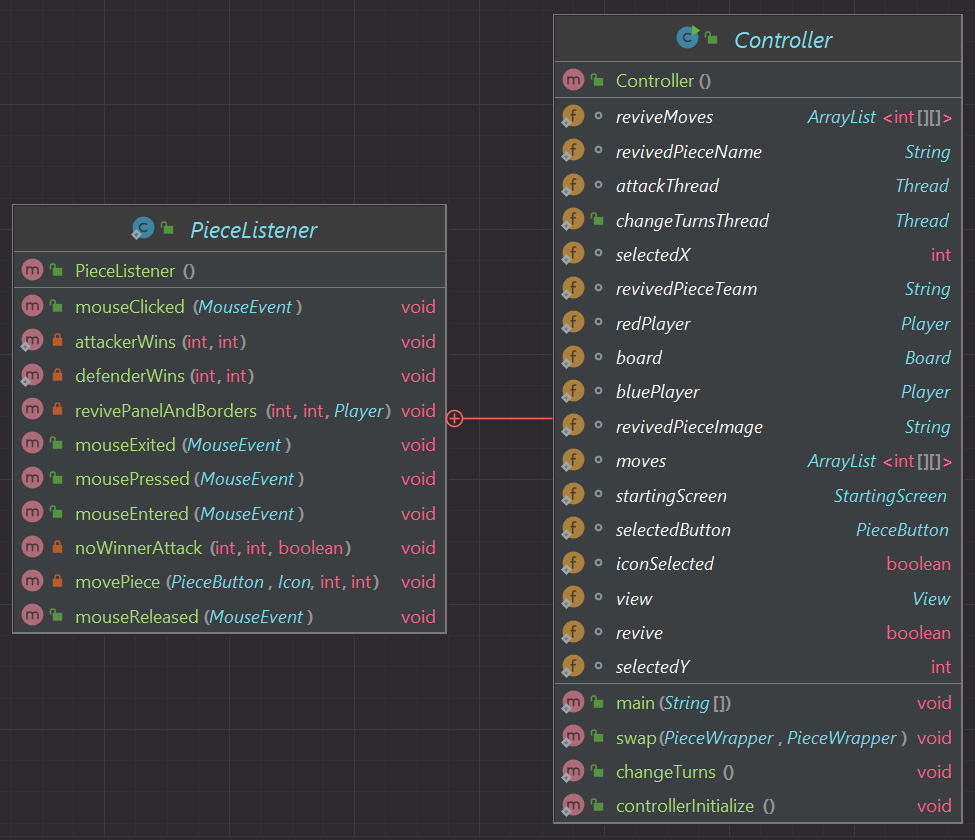 PieceListener
PieceListener ()
mouseClicked (MouseEvent ) void
attackerWins (int, int) void
defenderWins (int, int) void
revivePanelAndBorders (int, int, Player) void
mouseExited (MouseEvent ) void
mousePressed (MouseEvent ) void
mouseEntered (MouseEvent ) void
noWinnerAttack (int, int, boolean) void
movePiece (PieceButton , Icon, int, int) void
mouseReleased (MouseEvent ) void
Controller
Controller ()
reviveMoves ArrayList <int[][]>
revivedPieceName String
attackThread Thread
changeTurnsThread Thread
selectedX int
revivedPieceTeam String
redPlayer Player
board Board
bluePlayer Player
revivedPieceImage String
moves ArrayList <int[][]>
startingScreen StartingScreen
selectedButton PieceButton
iconSelected boolean
view View
revive boolean
selectedY int
main (String []) void
swap (PieceWrapper , PieceWrapper ) void
changeTurns () void
controllerInitialize () void